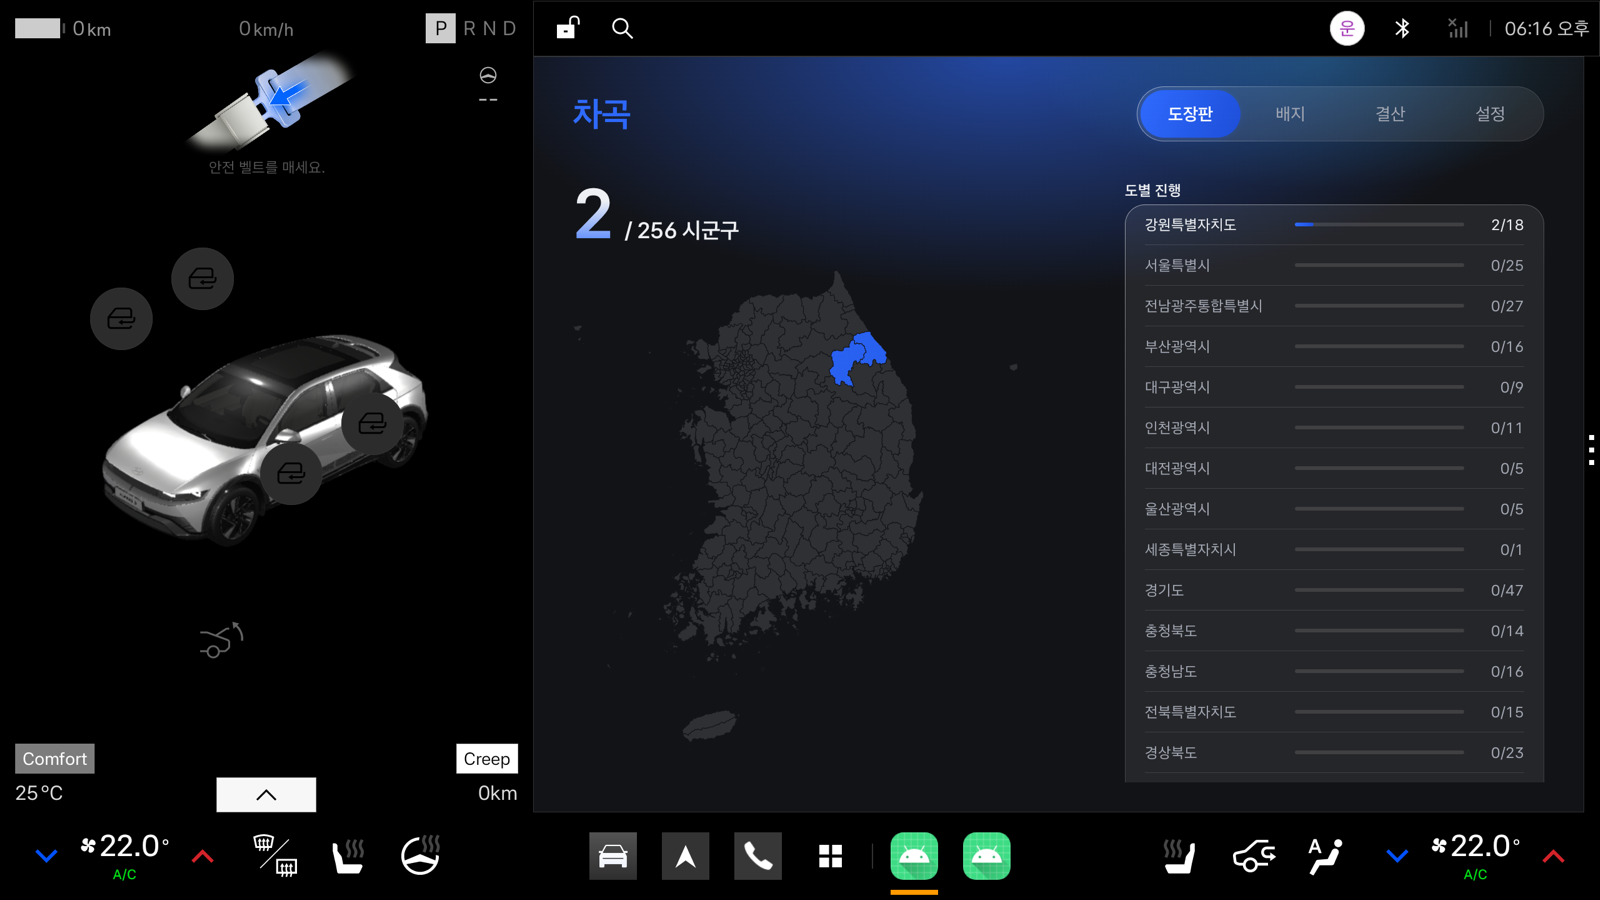 0km
0km/h
P R N D
--
안전 벨트를 매세요.
Comfort
Creep
25°C
0km
운
06:16 오후
차곡
도장판
배지
결산
설정
2 / 256 시군구
도별 진행
강원특별자치도 2/18
서울특별시 0/25
전남광주통합특별시 0/27
부산광역시 0/16
대구광역시 0/9
인천광역시 0/11
대전광역시 0/5
울산광역시 0/5
세종특별자치시 0/1
경기도 0/47
충청북도 0/14
충청남도 0/16
전북특별자치도 0/15
경상북도 0/23
22.0°
A/C
A
22.0°
A/C